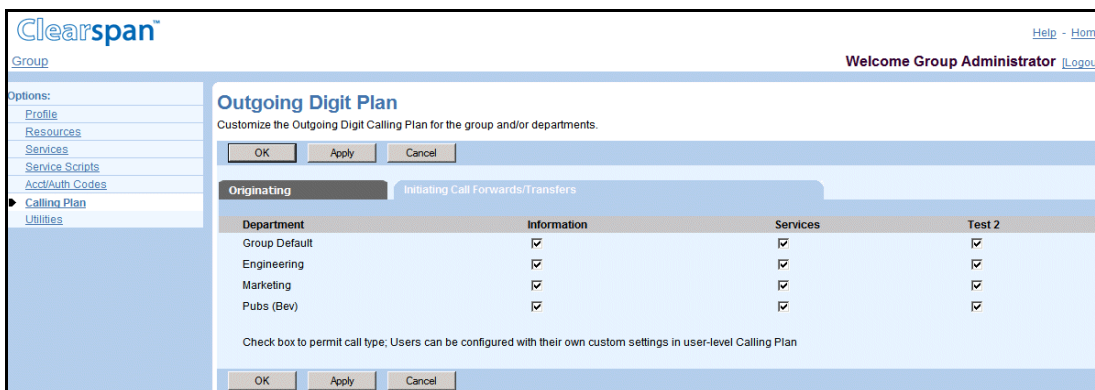 Clearspan™
Help - Hom
Group
Welcome Group Administrator [Logou
Options:
Profile
Resources
Services
Service Scripts
Acct/Auth Codes
Calling Plan
Utilities
Outgoing Digit Plan
Customize the Outgoing Digit Calling Plan for the group and/or departments.
OK Apply Cancel
Originating Initiating Call Forwards/Transfers
Department Information Services Test 2
Group Default
Engineering
Marketing
Pubs (Bev)
Check box to permit call type; Users can be configured with their own custom settings in user-level Calling Plan
OK Apply Cancel